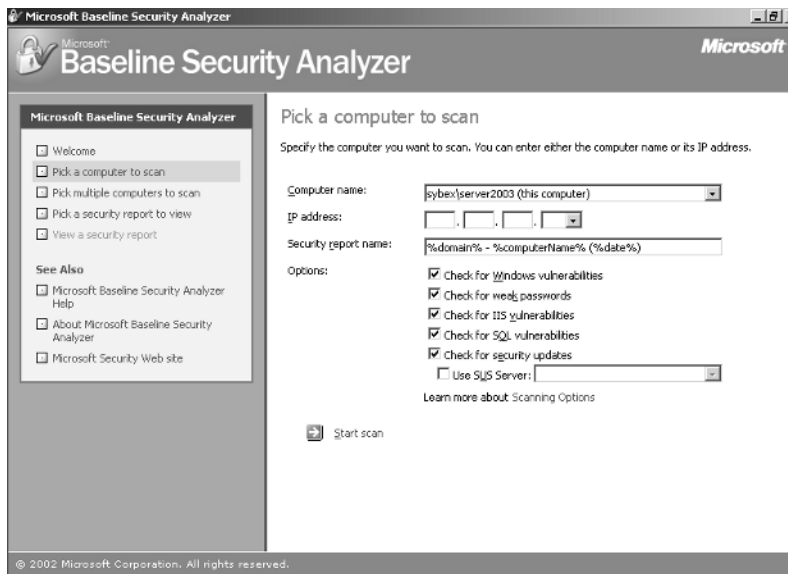 Microsoft Baseline Security Analyzer
Microsoft
Baseline Security Analyzer
Microsoft
Microsoft Baseline Security Analyzer
Welcome
Pick a computer to scan
Pick multiple computers to scan
Pick a security report to view
View a security report
See Also
Microsoft Baseline Security Analyzer
Help
About Microsoft Baseline Security
Analyzer
Microsoft Security Web site
Pick a computer to scan
Specify the computer you want to scan. You can enter either the computer name or its IP address.
Computer name: sybex\server2003 (this computer)
IP address: . . .
Security report name: %domain% - %computerName% (%date%)
Options: Check for Windows vulnerabilities
Check for weak passwords
Check for IIS vulnerabilities
Check for SQL vulnerabilities
Check for security updates
Use SUS Server:
Learn more about Scanning Options
Start scan
© 2002 Microsoft Corporation. All rights reserved.